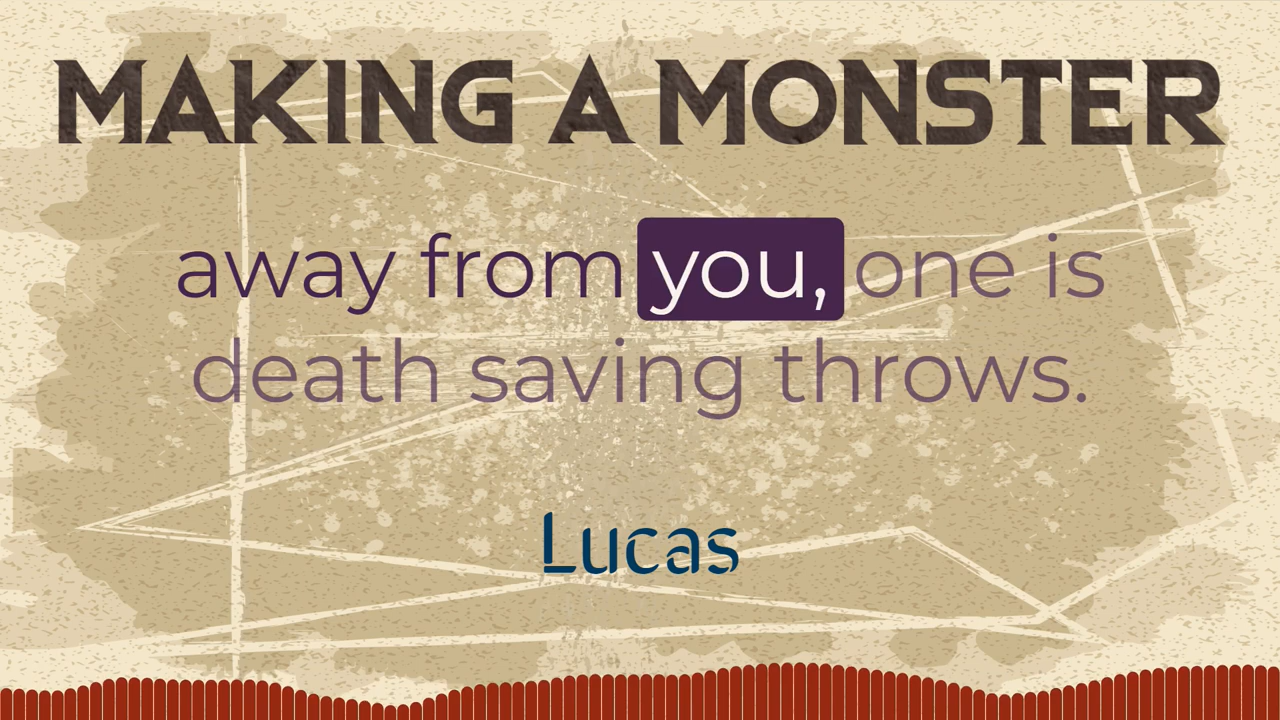 MAKING A MONSTER
away from you, one is
death saving throws.
Lucas